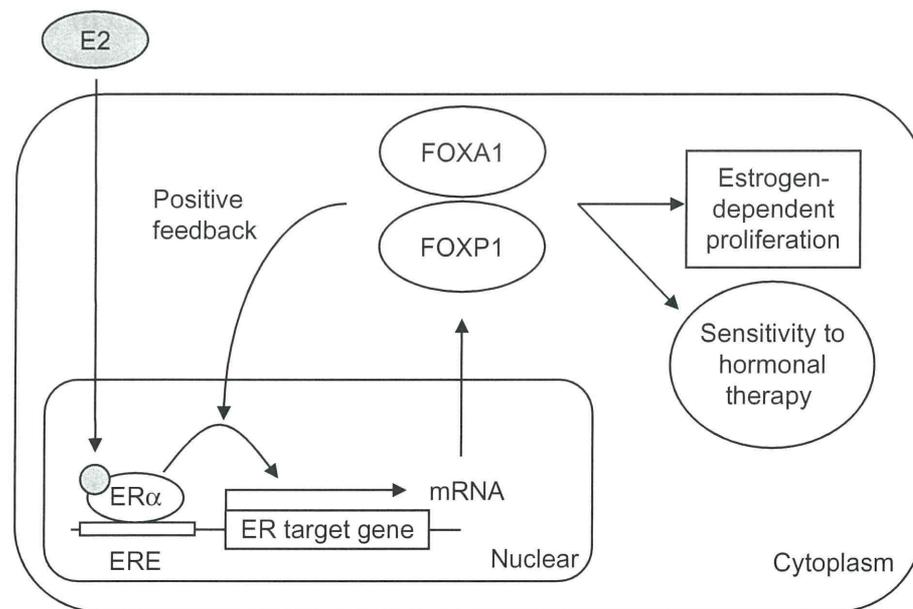 E2
FOXA1
FOXP1
Positive
feedback
Estrogen-
dependent
proliferation
Sensitivity to
hormonal
therapy
ERα
mRNA
ER target gene
ERE
Nuclear
Cytoplasm